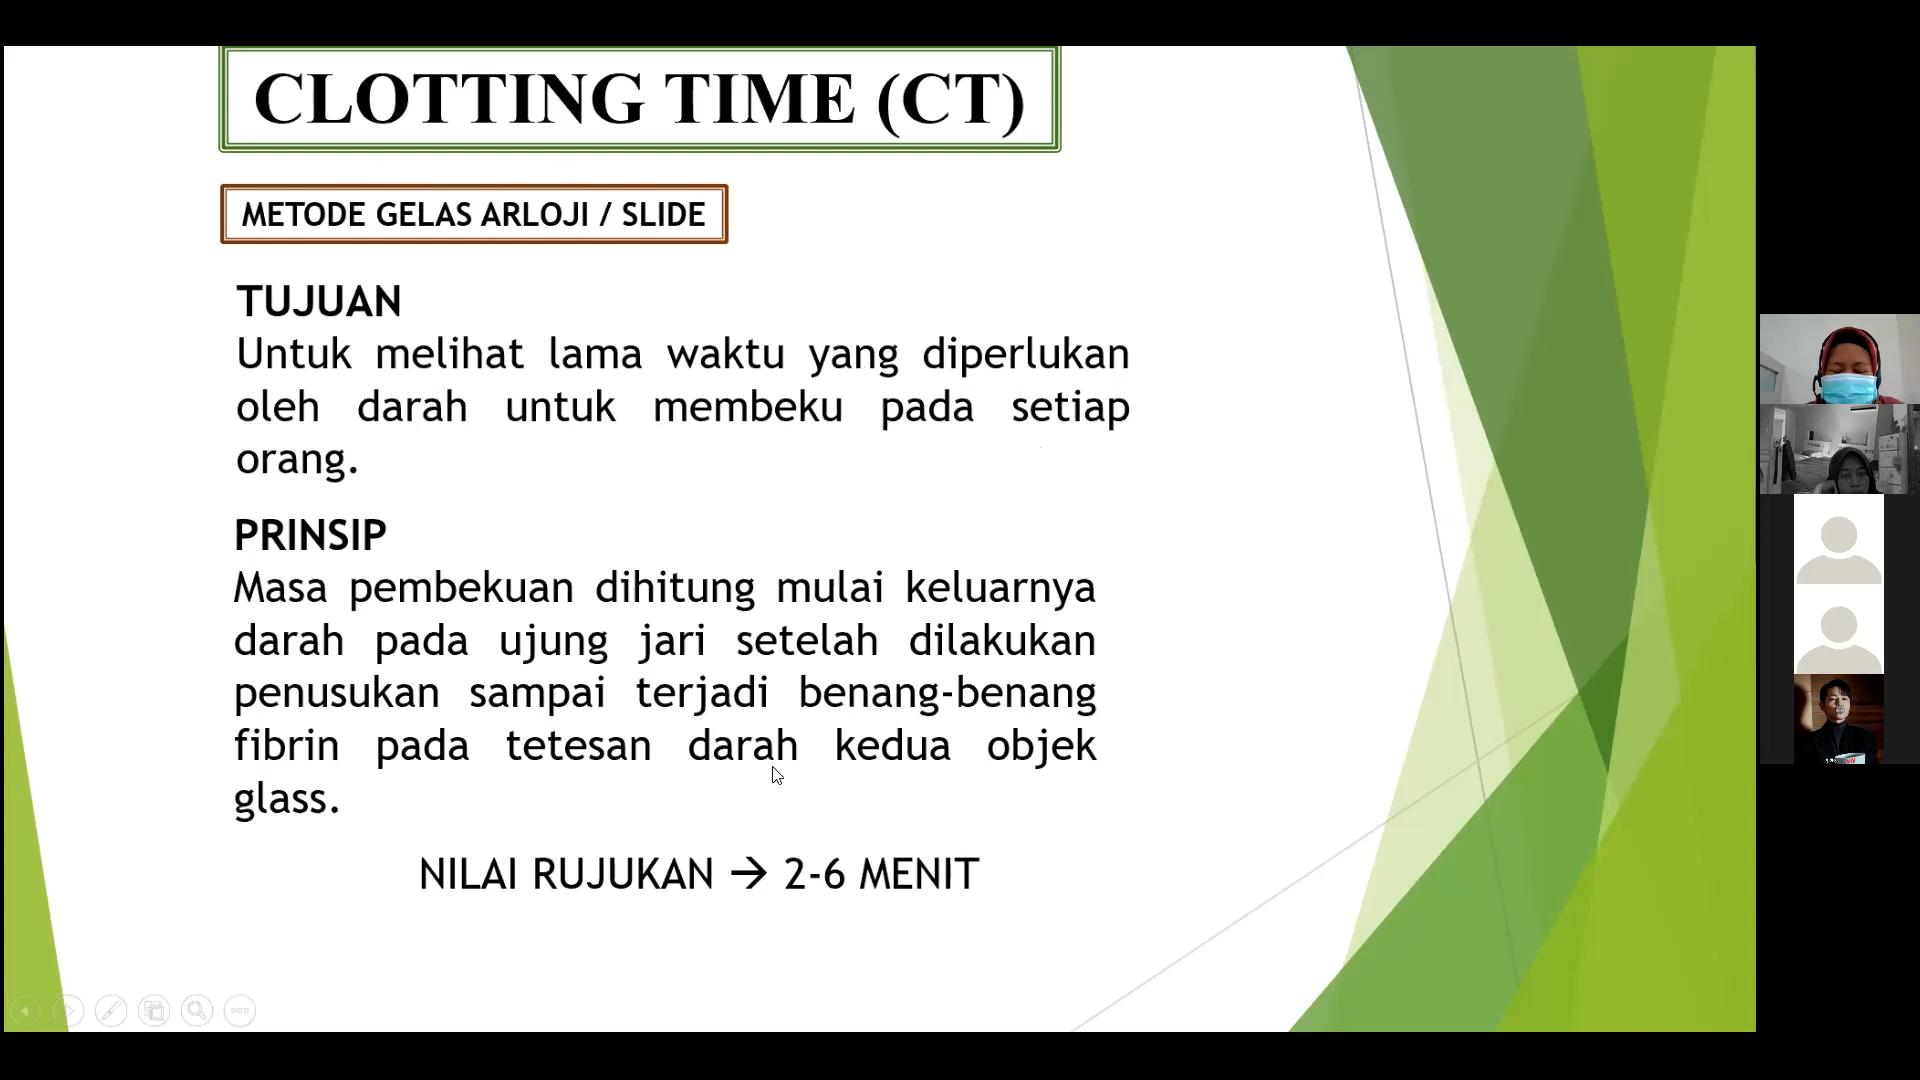 CLOTTING TIME (CT)
METODE GELAS ARLOJI / SLIDE
TUJUAN
Untuk melihat lama waktu yang diperlukan
oleh darah untuk membeku pada setiap
orang.
PRINSIP
Masa pembekuan dihitung mulai keluarnya
darah pada ujung jari setelah dilakukan
penusukan sampai terjadi benang-benang
fibrin pada tetesan darah kedua objek
glass.
NILAI RUJUKAN → 2-6 MENIT